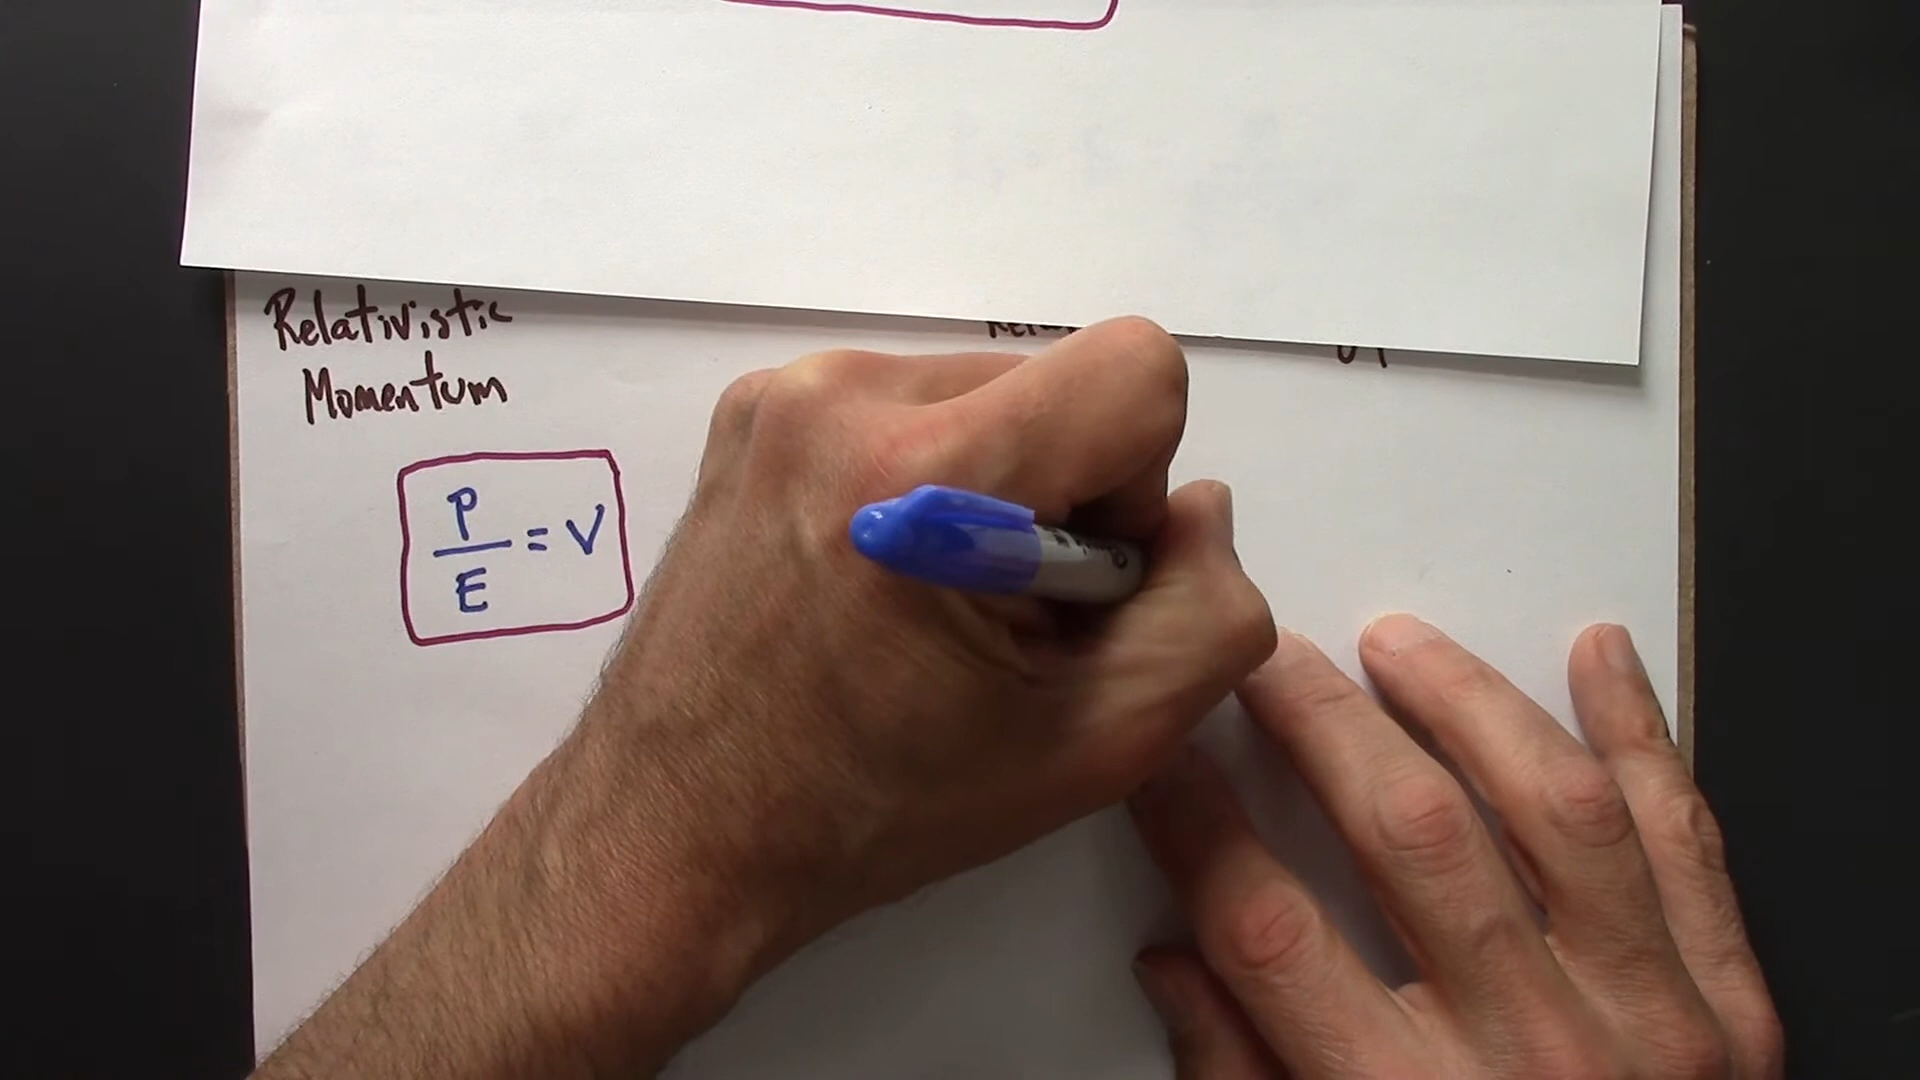 Relativistic
Momentum
P
E
= V